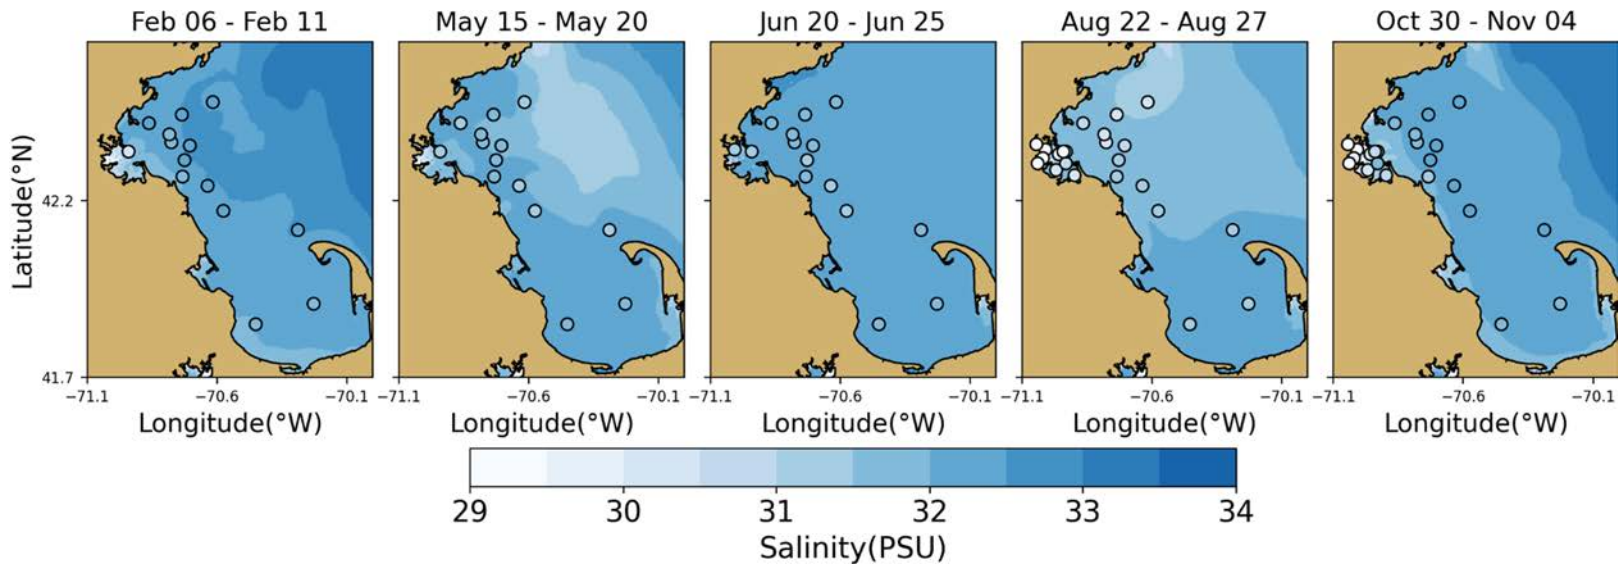 Feb 06 - Feb 11
May 15 - May 20
Jun 20 - Jun 25
Aug 22 - Aug 27
Oct 30 - Nov 04
Latitude(°N)
42.2
41.7
−71.1 −70.6 −70.1
−71.1 −70.6 −70.1
−71.1 −70.6 −70.1
−71.1 −70.6 −70.1
−71.1 −70.6 −70.1
Longitude(°W)
Longitude(°W)
Longitude(°W)
Longitude(°W)
Longitude(°W)
29 30 31 32 33 34
Salinity(PSU)